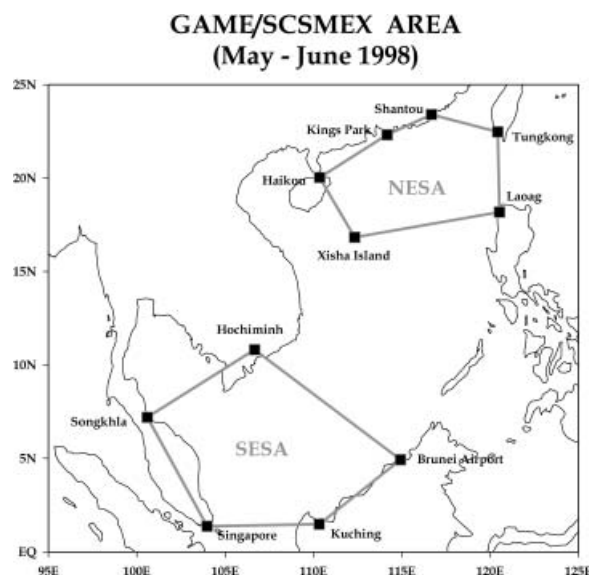 GAME/SCSMEX AREA
(May - June 1998)
25N
Shantou
Kings Park
Tungkong
20N
Haikou
NESA
Laoag
Xisha Island
15N
Hochiminh
10N
Songkhla
SESA
5N
Brunei Airport
Singapore
Kuching
EQ
95E 100E 105E 110E 115E 120E 125E